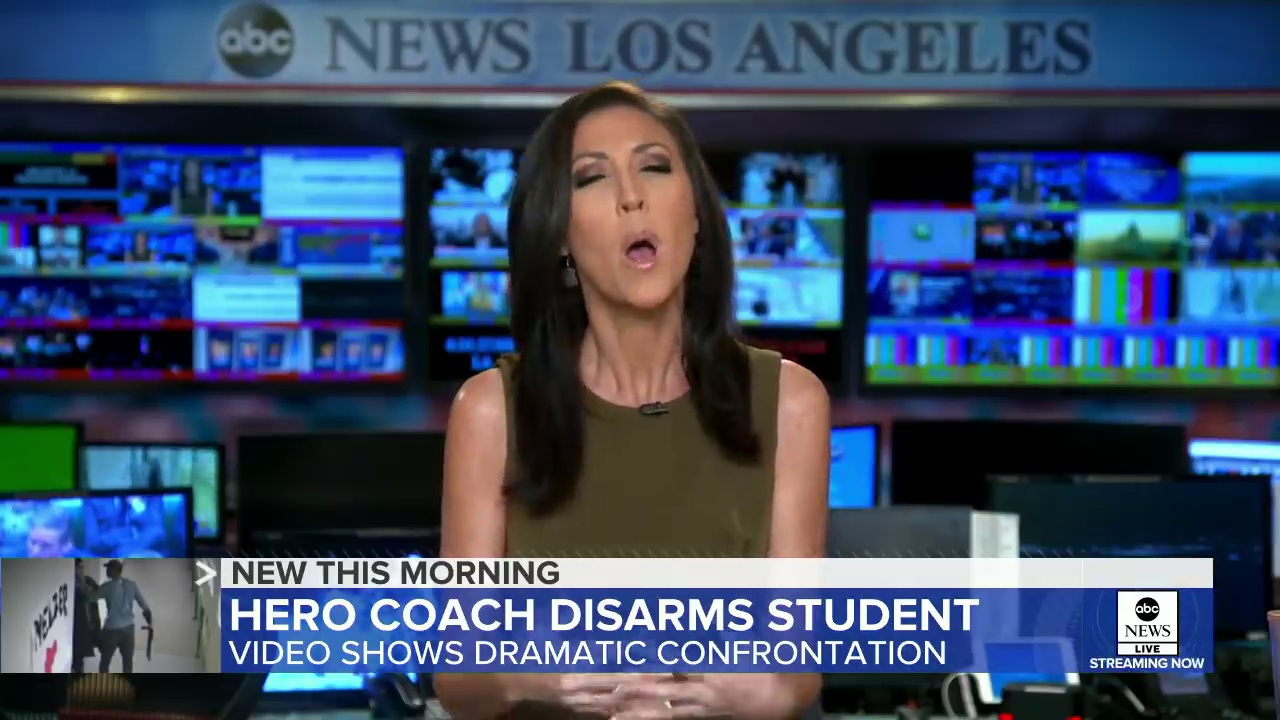 abc NEWS LOS ANGELES
> NEW THIS MORNING
HERO COACH DISARMS STUDENT
VIDEO SHOWS DRAMATIC CONFRONTATION
abc
NEWS
LIVE
STREAMING NOW